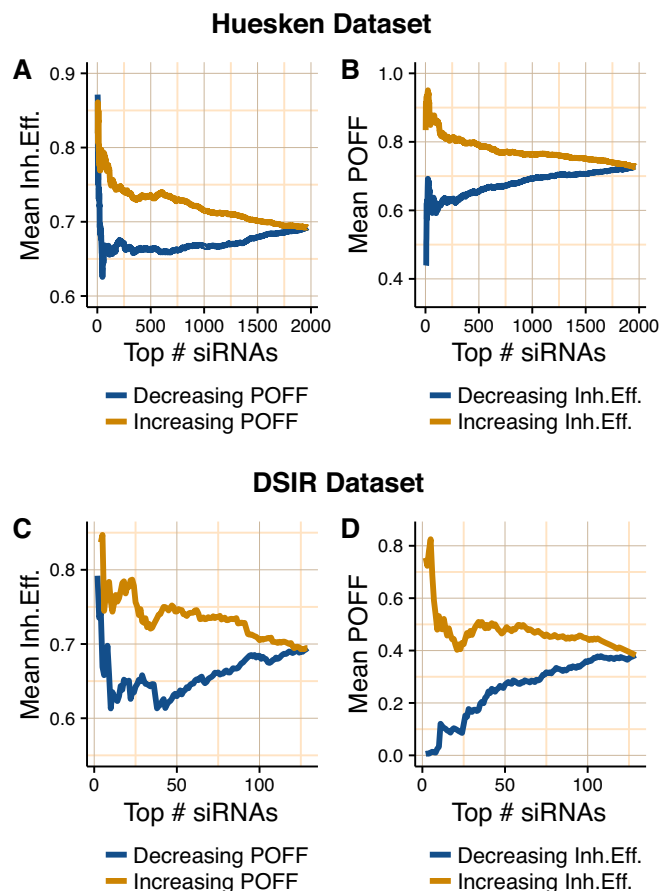 Huesken Dataset
A
B
Mean Inh.Eff.
0.9
0.8
0.7
0.6
0 500 1000 1500 2000
Top # siRNAs
Decreasing POFF
Increasing POFF
Mean POFF
1.0
0.8
0.6
0.4
0 500 1000 1500 2000
Top # siRNAs
Decreasing Inh.Eff.
Increasing Inh.Eff.
DSIR Dataset
C
D
Mean Inh.Eff.
0.8
0.7
0.6
0 50 100
Top # siRNAs
Decreasing POFF
Increasing POFF
Mean POFF
0.8
0.6
0.4
0.2
0.0
0 50 100
Top # siRNAs
Decreasing Inh.Eff.
Increasing Inh.Eff.